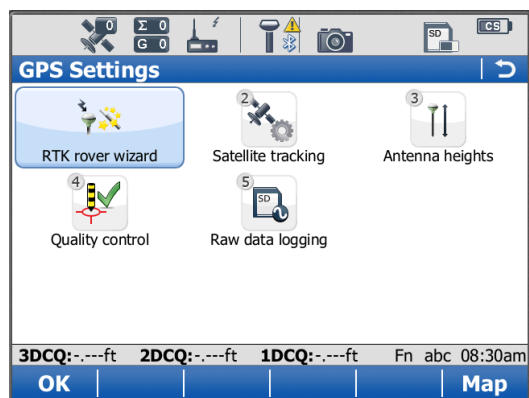 0 Σ 0
G 0
SD CS
GPS Settings
2 3
RTK rover wizard Satellite tracking Antenna heights
4 5
SD
Quality control Raw data logging
3DCQ:-.---ft 2DCQ:-.---ft 1DCQ:-.---ft Fn abc 08:30am
OK Map